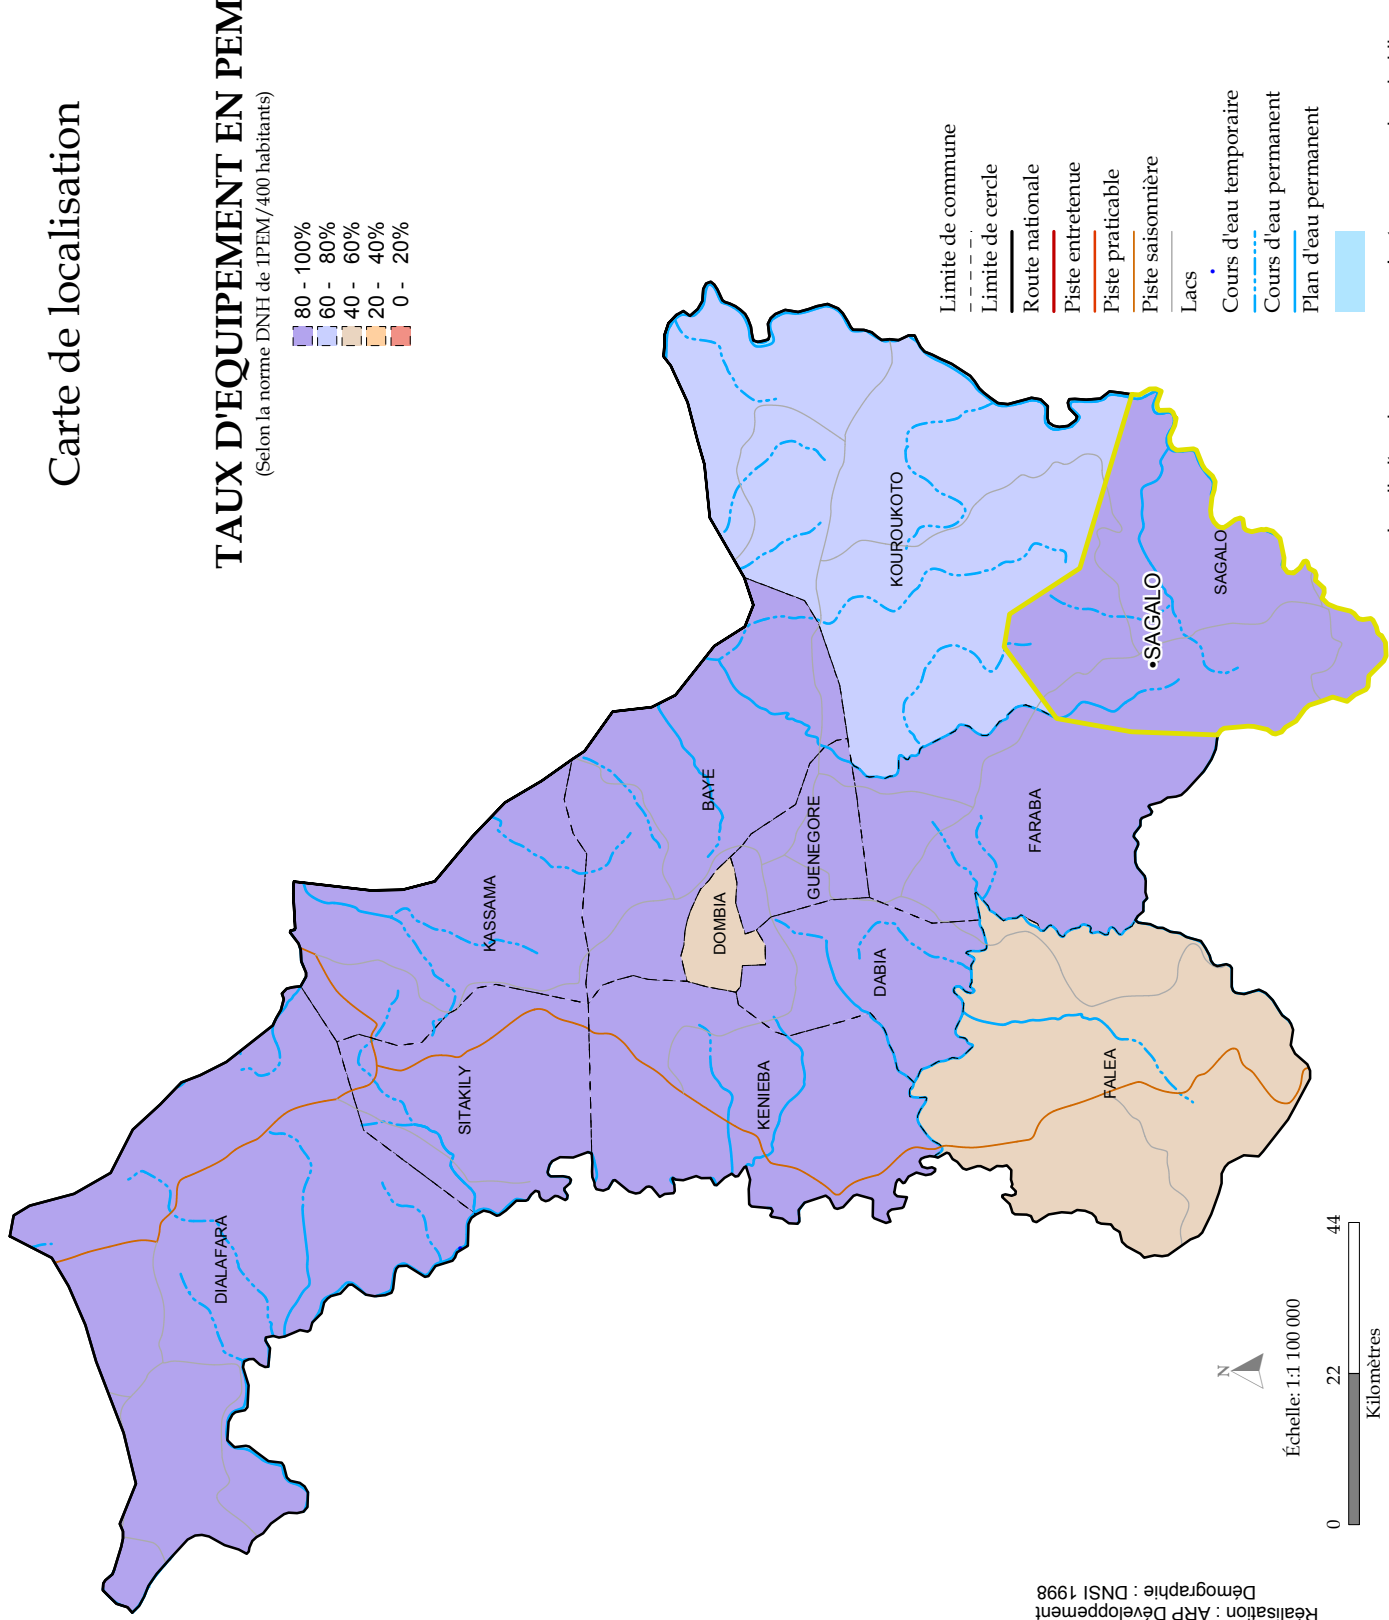 Carte de localisation
TAUX D'EQUIPEMENT EN PEM
(Selon la norme DNH de 1PEM/400 habitants)
80 - 100%
60 - 80%
40 - 60%
20 - 40%
0 - 20%
Limite de commune
Limite de cercle
Route nationale
Piste entretenue
Piste praticable
Piste saisonnière
Lacs
Cours d'eau temporaire
Cours d'eau permanent
Plan d'eau permanent
DIALAFARA
SITAKILY
KASSAMA
BAYE
DOMBIA
GUENEGORE
KENIEBA
DABIA
FALEA
FARABA
KOUROUKOTO
SAGALO
SAGALO
N
Échelle: 1:1 100 000
0 22 44
Kilomètres
Réalisation : ARP Développement
Démographie : DNSI 1998